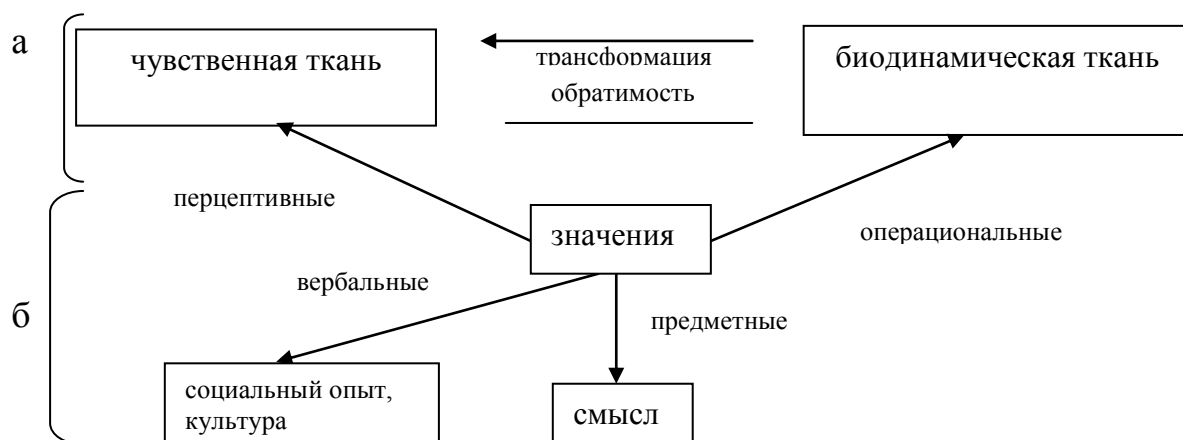 а
чувственная ткань
трансформация
обратимость
биодинамическая ткань
перцептивные
значения
операциональные
вербальные
б
предметные
социальный опыт,
культура
смысл